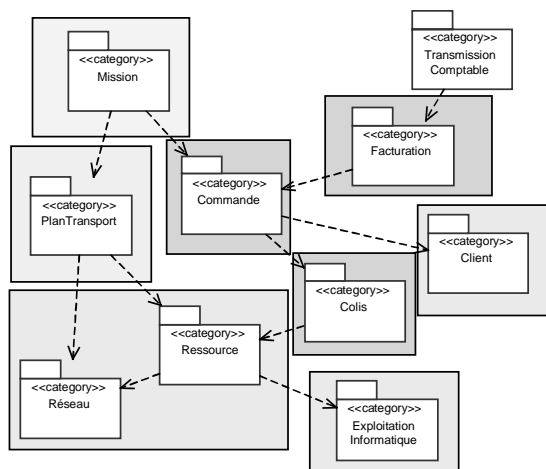 <<category>>
Mission
<<category>>
Transmission
Comptable
<<category>>
Facturation
<<category>>
Commande
<<category>>
PlanTransport
<<category>>
Client
<<category>>
Colis
<<category>>
Ressource
<<category>>
Réseau
<<category>>
Exploitation
Informatique